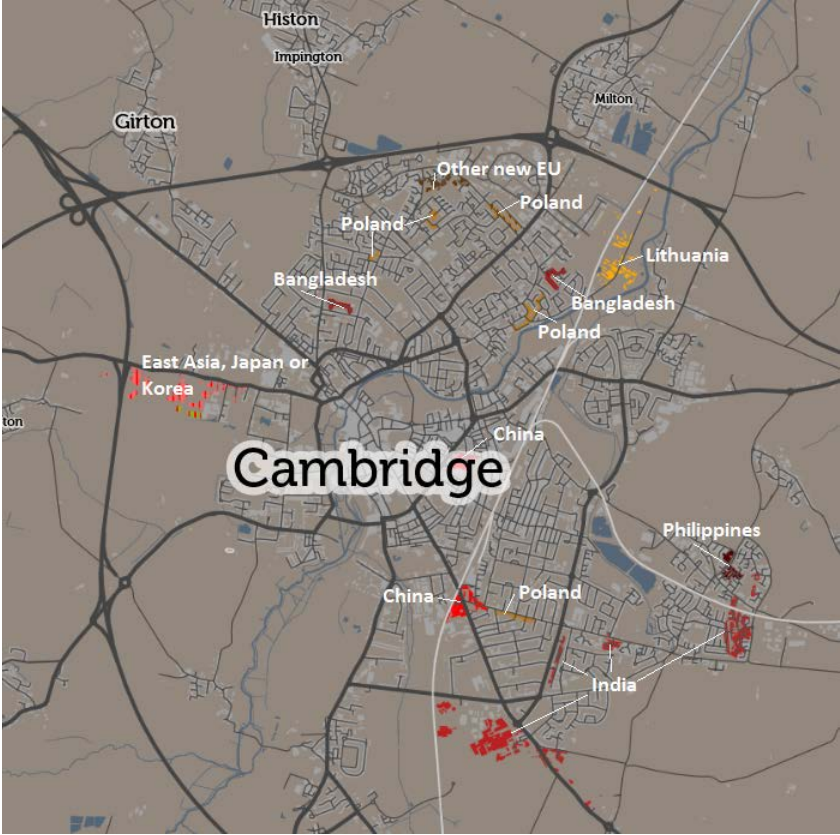 Histon
Impington
Milton
Girton
Other new EU
Poland
Poland
Lithuania
Bangladesh
Bangladesh
Poland
East Asia, Japan or
Korea
ton
China
Cambridge
Philippines
China
Poland
India